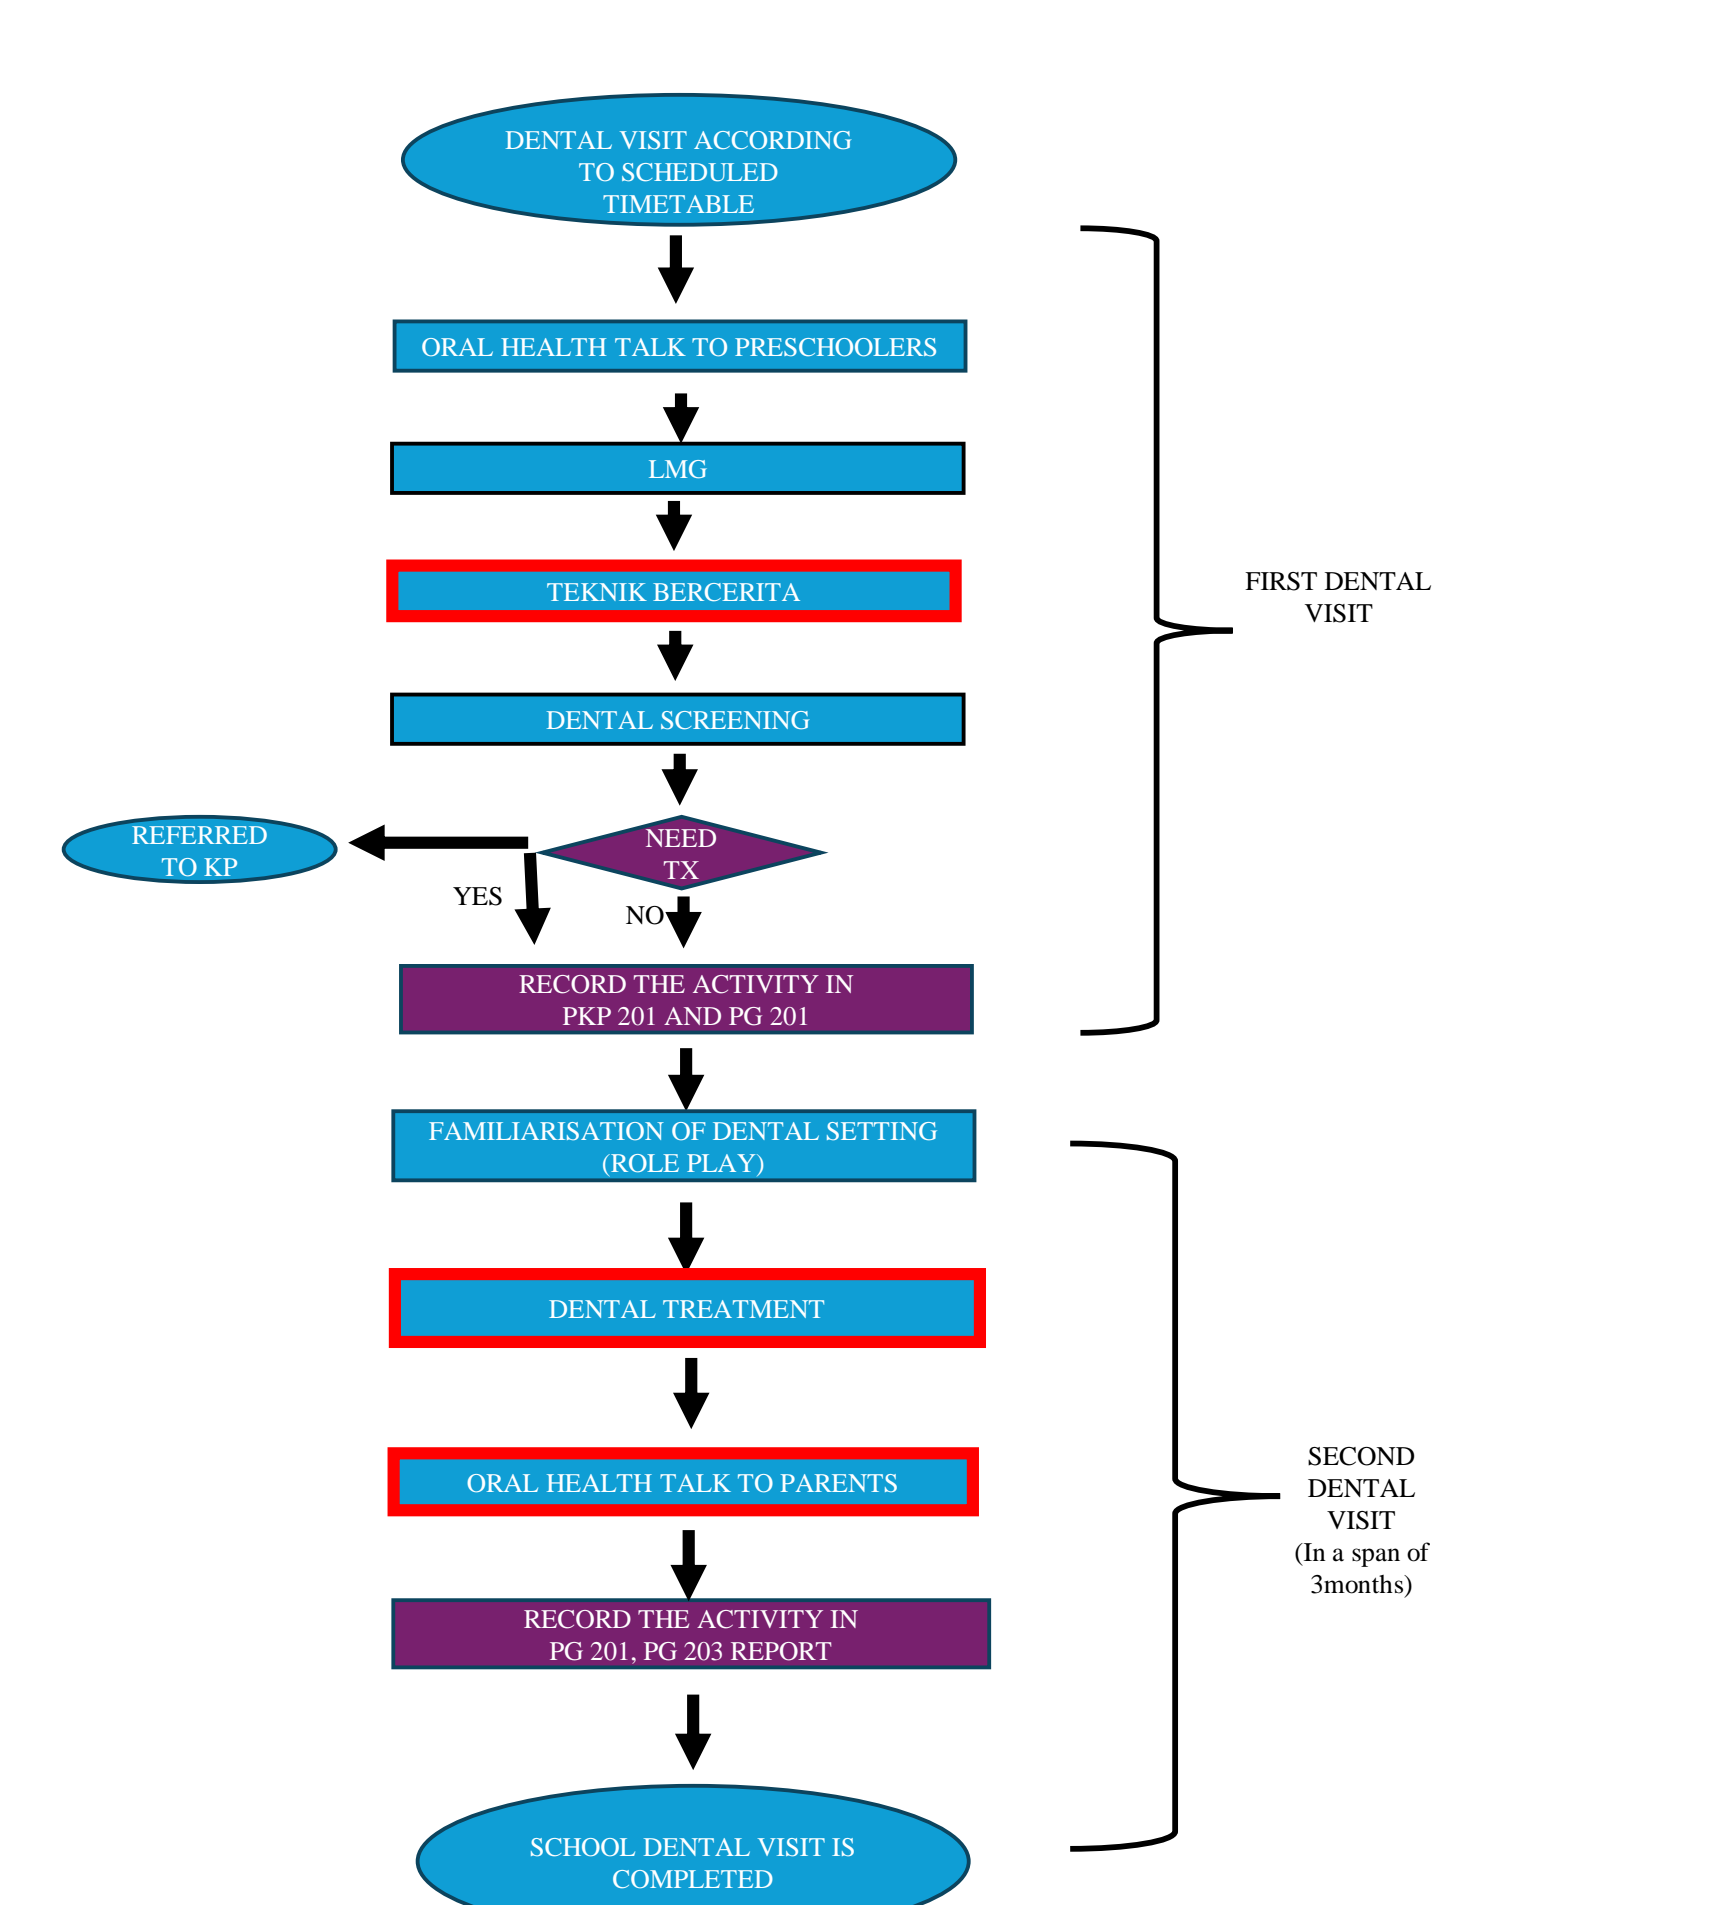 DENTAL VISIT ACCORDING
TO SCHEDULED
TIMETABLE
ORAL HEALTH TALK TO PRESCHOOLERS
LMG
TEKNIK BERCERITA
FIRST DENTAL
VISIT
DENTAL SCREENING
REFERRED
TO KP
NEED
TX
YES
NO
RECORD THE ACTIVITY IN
PKP 201 AND PG 201
FAMILIARISATION OF DENTAL SETTING
(ROLE PLAY)
DENTAL TREATMENT
ORAL HEALTH TALK TO PARENTS
SECOND
DENTAL
VISIT
(In a span of
3months)
RECORD THE ACTIVITY IN
PG 201, PG 203 REPORT
SCHOOL DENTAL VISIT IS
COMPLETED